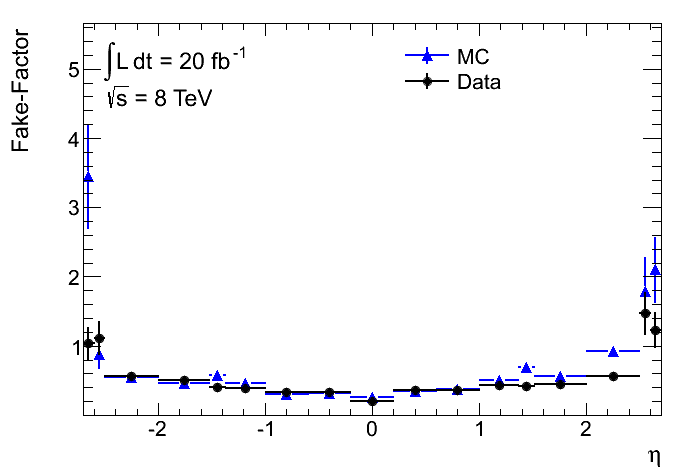 Fake-Factor
∫L dt = 20 fb⁻¹
√s = 8 TeV
MC
Data
5
4
3
2
1
-2 -1 0 1 2
η